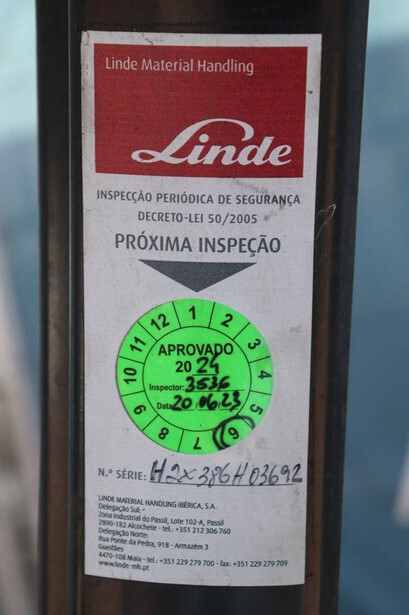 Linde Material Handling
Linde
INSPECÇÃO PERIÓDICA DE SEGURANÇA
DECRETO-LEI 50/2005
PRÓXIMA INSPEÇÃO
12 1 2
11 3
10 4
9 5
8 7 6
APROVADO
20 24
Inspector: 3536
Data: 20/06/23
N.º SÉRIE: H2X386H03692
LINDE MATERIAL HANDLING IBÉRICA, S.A.
Delegação Sul: -
Zona Industrial do Passil, Lote 102-A, Passil
2890-182 Alcochete - tel.: +351 212 306 760
Delegação Norte:
Rua Ponte da Pedra, 918 - Armazém 3
Gueifães
4470-108 Maia - tel.: +351 229 279 700 - fax: +351 229 279 709
www.linde-mh.pt